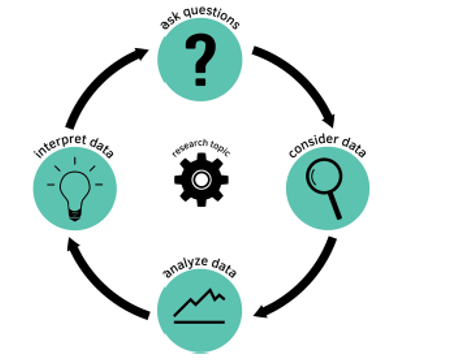 ask questions
interpret data
research topic
consider data
analyze data